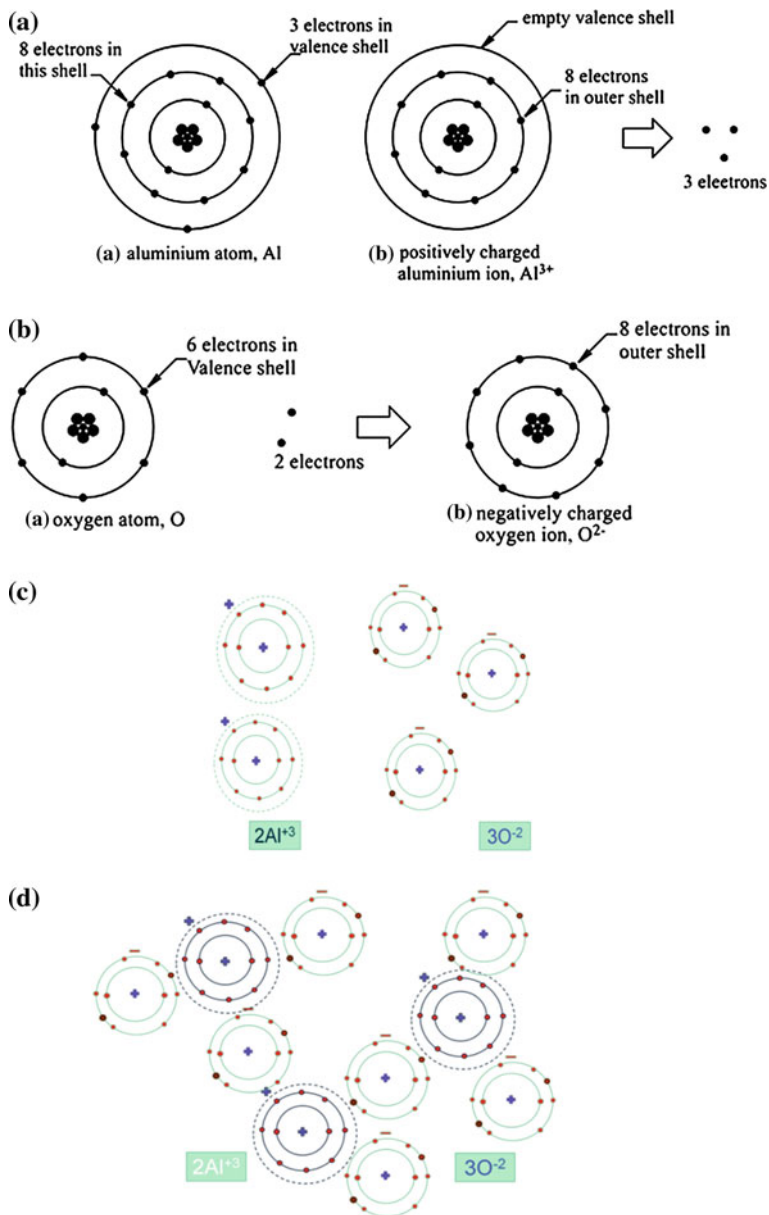 (a)
8 electrons in
this shell
3 electrons in
valence shell
empty valence shell
8 electrons
in outer shell
3 eleetrons
(a) aluminium atom, Al
(b) positively charged
aluminium ion, Al³⁺
(b)
6 electrons in
Valence shell
2 electrons
8 electrons in
outer shell
(a) oxygen atom, O
(b) negatively charged
oxygen ion, O²⁻
(c)
2Al⁺³
3O⁻²
(d)
2Al⁺³
3O⁻²